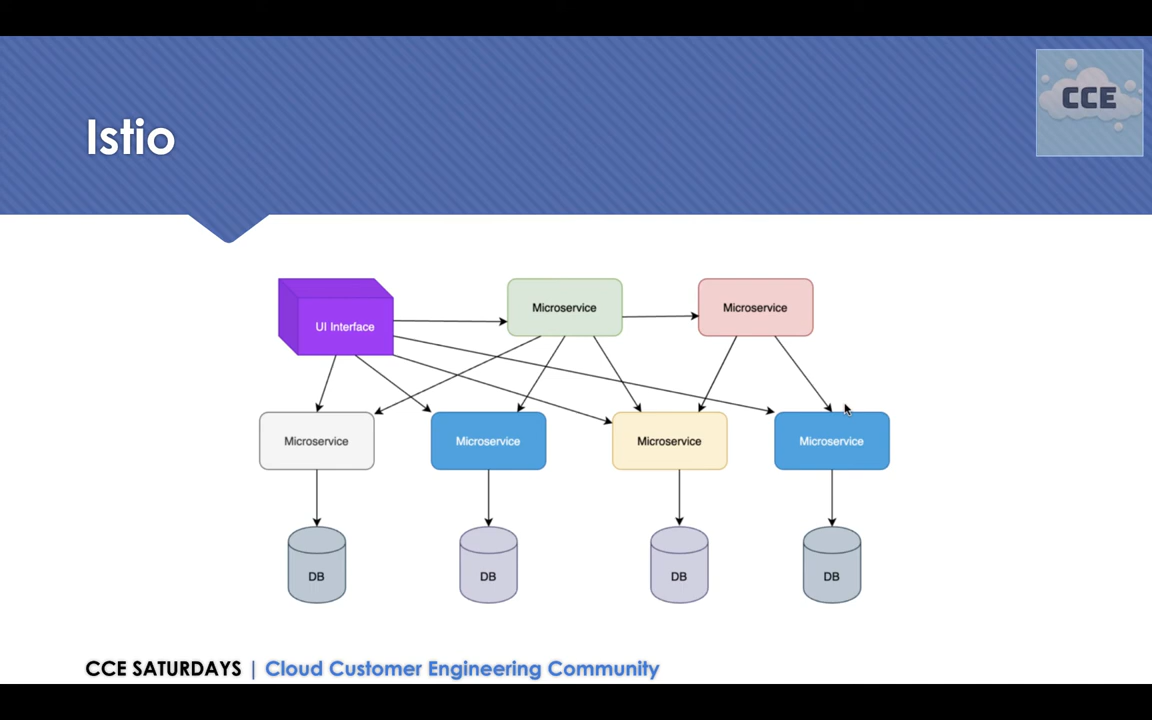 CCE
Istio
UI Interface
Microservice
Microservice
Microservice
Microservice
Microservice
Microservice
DB
DB
DB
DB
CCE SATURDAYS | Cloud Customer Engineering Community